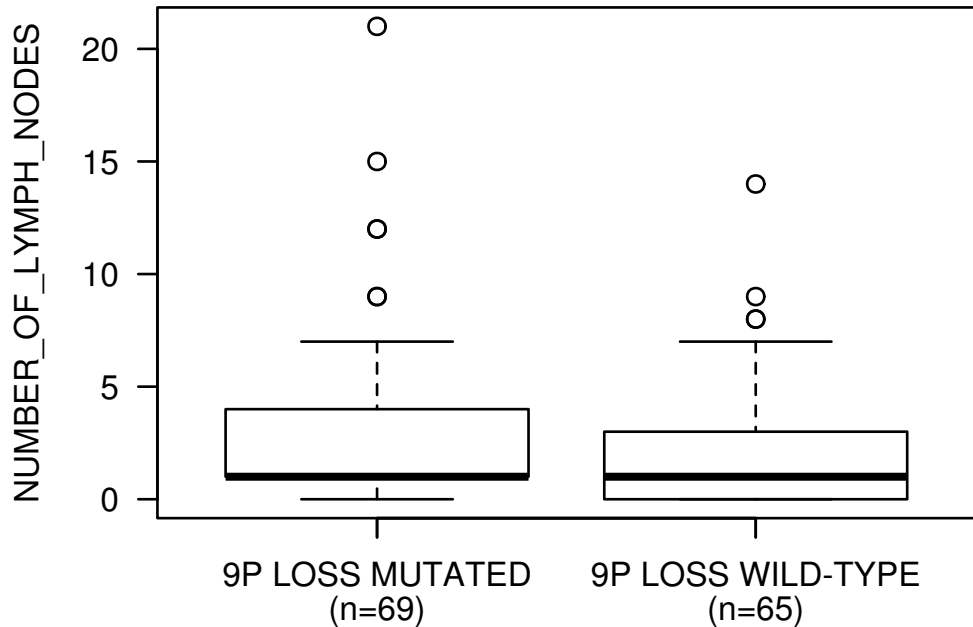 NUMBER_OF_LYMPH_NODES
20
15
10
5
0
9P LOSS MUTATED
(n=69)
9P LOSS WILD-TYPE
(n=65)